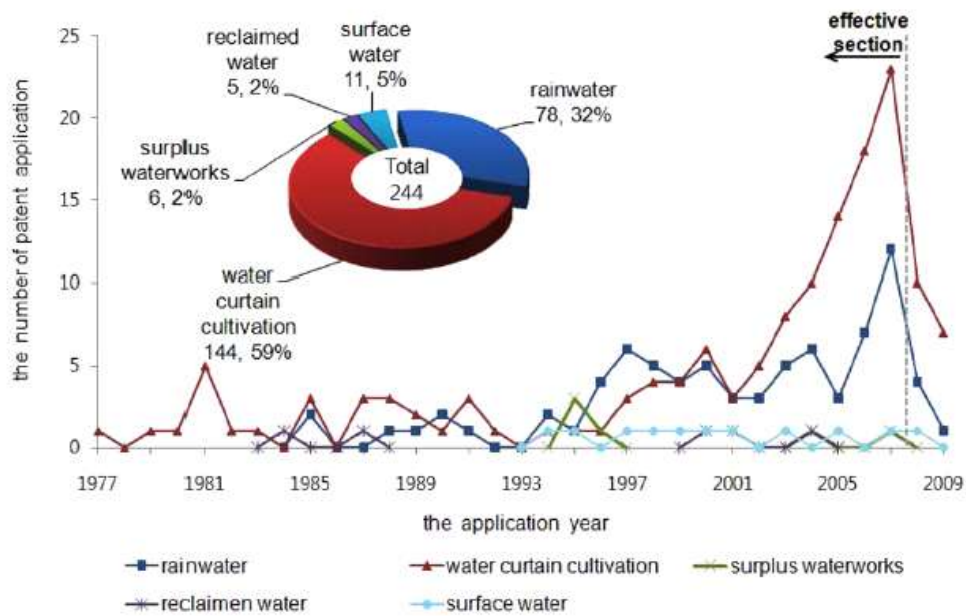 effective
section
25
20
15
10
5
0
the number of patent application
reclaimed
water
5, 2%
surface
water
11, 5%
rainwater
78, 32%
surplus
waterworks
6, 2%
Total
244
water
curtain
cultivation
144, 59%
1977 1981 1985 1989 1993 1997 2001 2005 2009
the application year
rainwater water curtain cultivation surplus waterworks
reclaimen water surface water